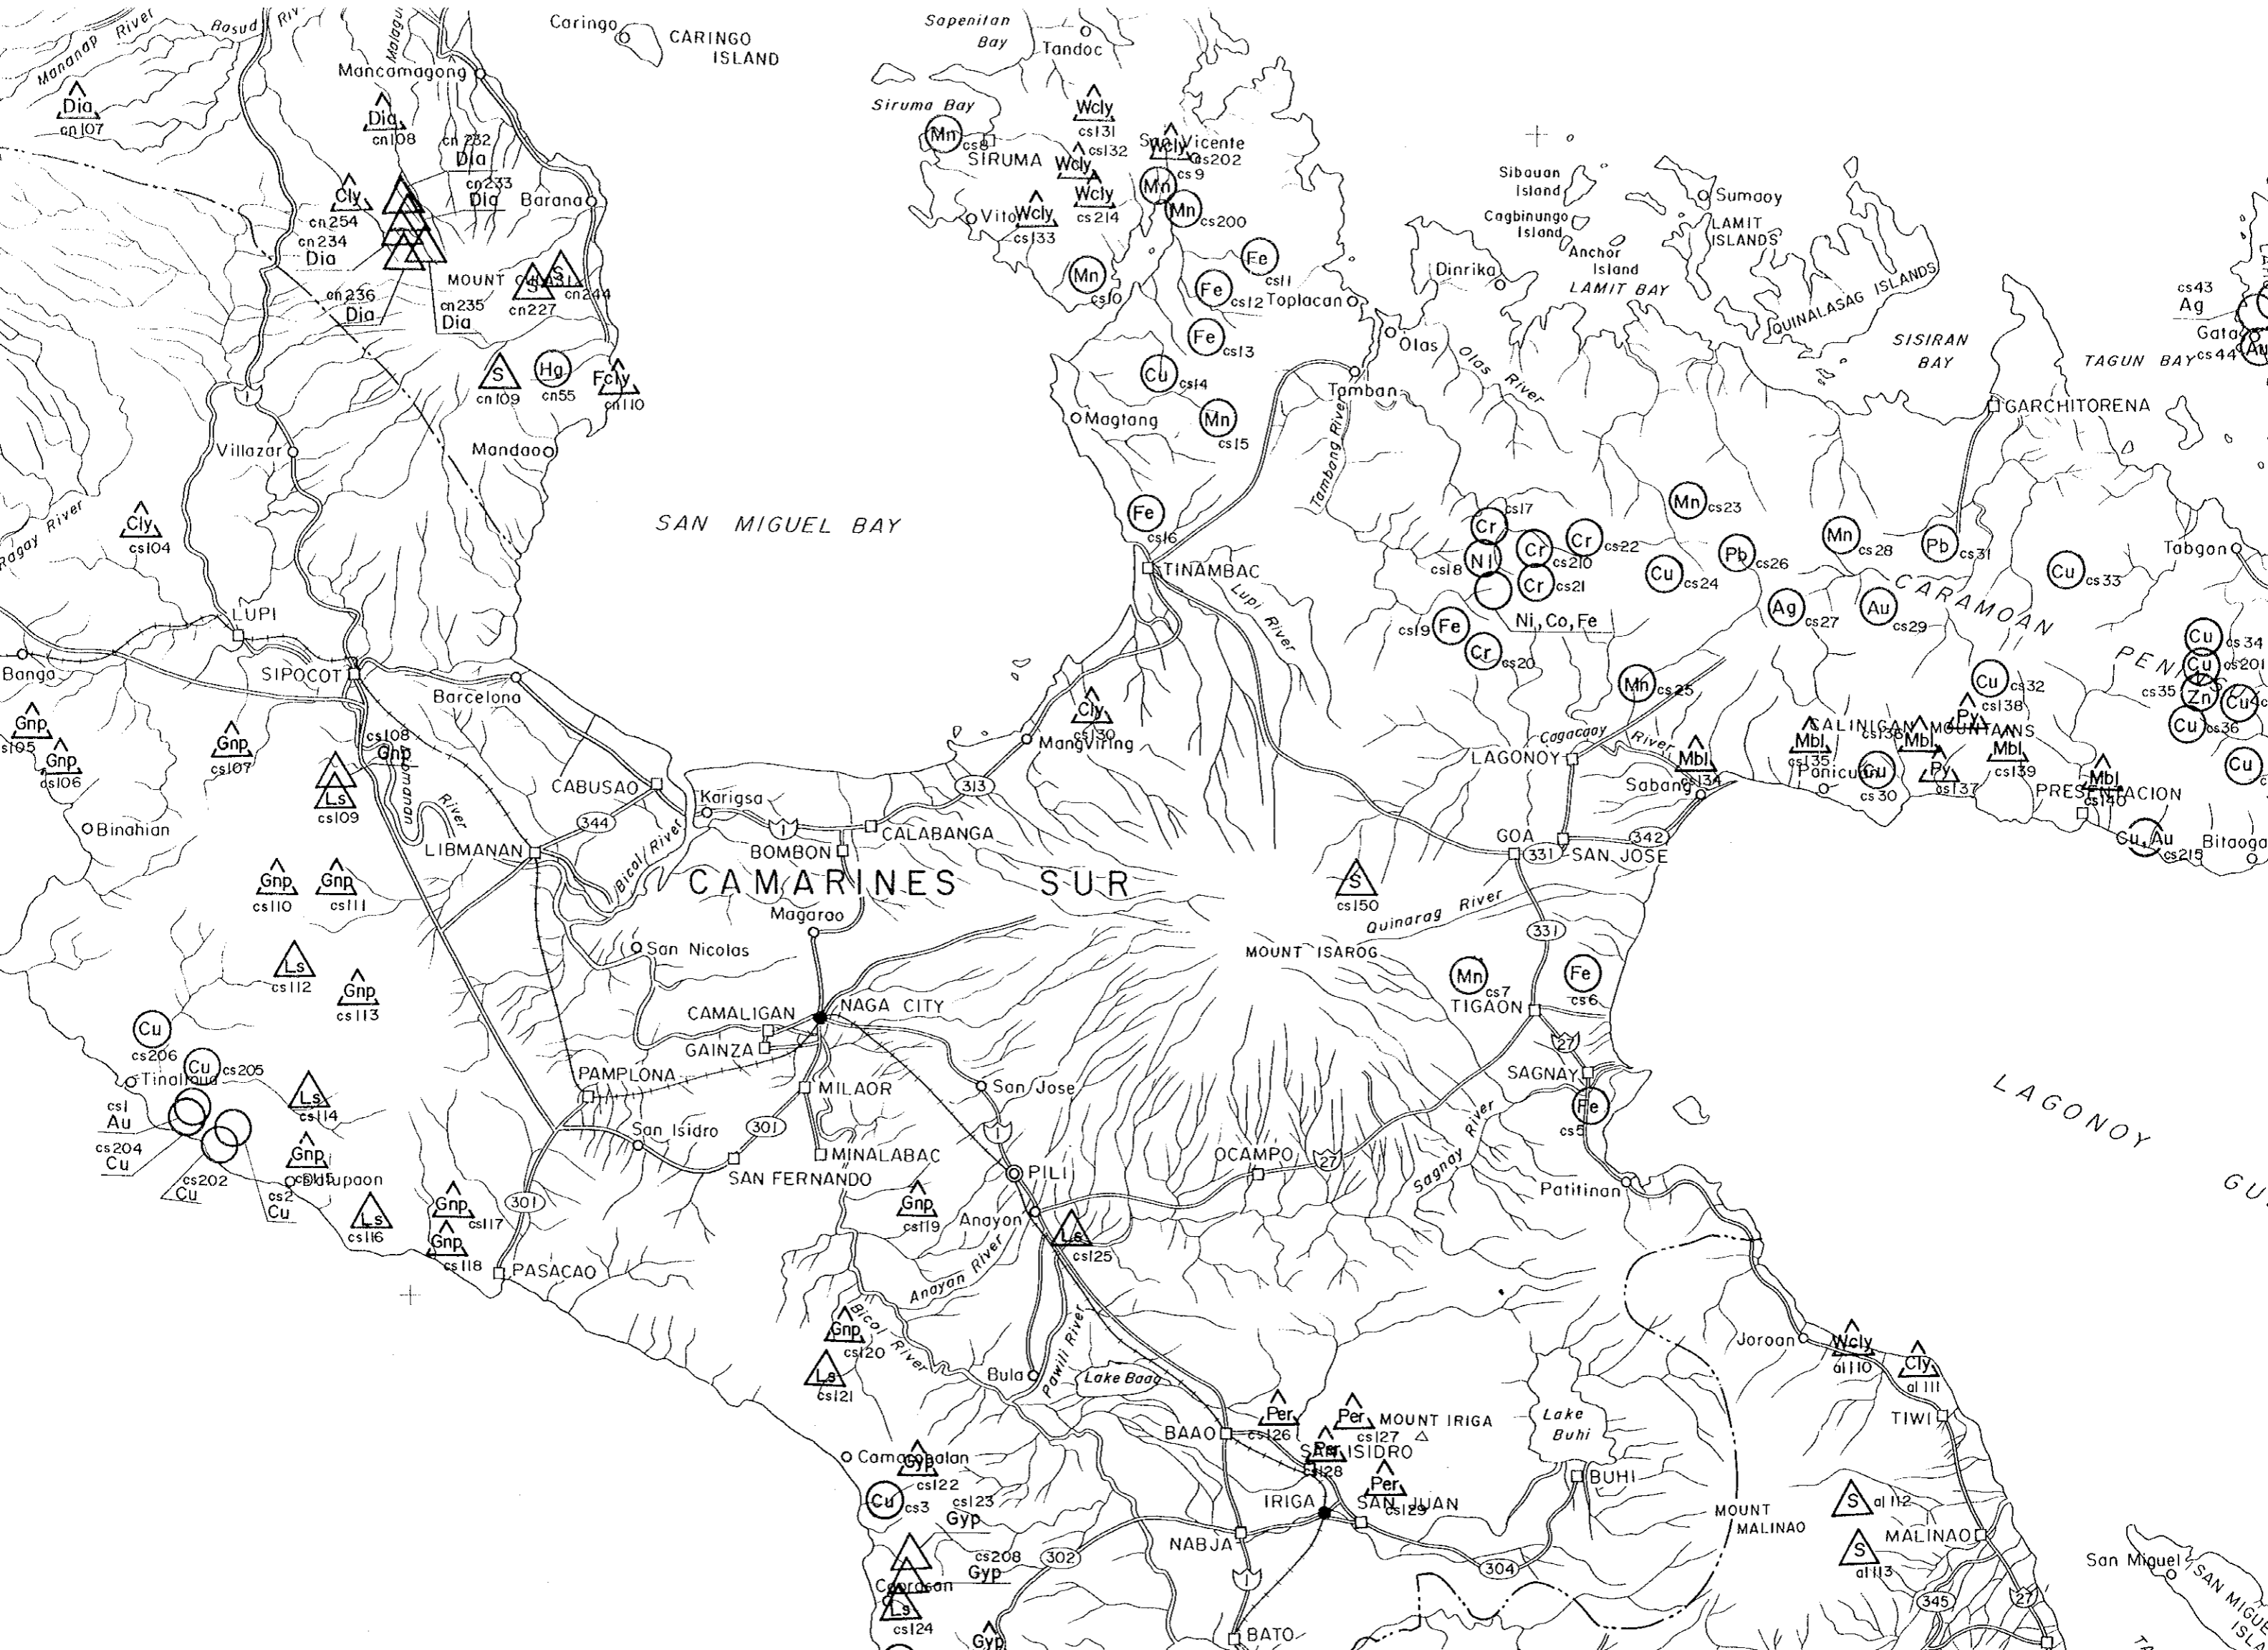 Mananap River
Basud
Caringo
CARINGO
ISLAND
Sapenitan
Bay
Tandoc
Mancamagong
Siruma Bay
Dia
cn107
Dia
cn108
cn232
Dia
cn233
Dia
Cly
cn254
cn234
Dia
cn236
Dia
cn235
Dia
Barana
MOUNT
S
cn227
S
cn244
S
cn109
Hg
cn55
Fcly
cn110
Mandao
Villazar
Cly
cs104
Ragay River
SAN MIGUEL BAY
Mn
cs8
SIRUMA
Wcly
cs131
Wcly
cs132
Wcly
cs202
Vito
Wcly
cs133
Wcly
cs214
Mn
cs9
Mn
cs200
Mn
cs10
Fe
cs11
Fe
cs12
Toplacan
Fe
cs13
Cu
cs14
Magtang
Mn
cs15
Olas
Olas River
Tamban
Tambang River
Dinrika
Sibauan
Island
Cagbinungo
Island
Anchor
Island
Sumaoy
LAMIT
ISLANDS
LAMIT BAY
QUINALASAG ISLANDS
SISIRAN
BAY
TAGUN BAY
cs43
Ag
Gata
cs44
Au
GARCHITORENA
Fe
cs16
TINAMBAC
Lupi River
cs17
Cr
cs18
Ni
Cr
cs210
Cr
cs22
Cr
cs21
Ni, Co, Fe
cs19
Fe
Cr
cs20
Mn
cs23
Cu
cs24
Mn
cs25
Pb
cs26
Ag
cs27
Mn
cs28
Au
cs29
Pb
cs31
Cu
cs33
Tabgon
CARAMOAN
Cu
cs34
Cu
cs201
cs35
Zn
Cu
cs36
Cu
Cu
cs32
Py
cs138
CALINIGAN MOUNTAINS
Mbl
cs135
Mbl
Py
cs137
Mbl
cs139
Cu
cs30
Mbl
cs140
PRESENTACION
Cu, Au
cs215
LUPI
SIPOCOT
Banga
Barcelona
Gnp
Gnp
cs106
Gnp
cs107
cs108
Gnp
Ls
cs109
Binahian
River
CABUSAO
344
LIBMANAN
Bicol River
Karigsa
1
BOMBON
CALABANGA
313
Mangviring
Cly
cs130
LAGONOY
Cagacaay
River
Mbl
cs134
Sabang
GOA
331
342
SAN JOSE
Gnp
cs110
Gnp
cs111
CAMARINES SUR
Magarao
S
cs150
Quinarag River
San Nicolas
MOUNT ISAROG
331
Ls
cs112
Gnp
cs113
Mn
cs7
Fe
cs6
TIGAON
CAMALIGAN
NAGA CITY
GAINZA
Cu
cs206
Cu
cs205
cs1
Au
cs204
Cu
cs202
Cu
cs2
Cu
Ls
cs114
Gnp
Ls
cs116
PAMPLONA
MILAOR
San Jose
27
SAGNAY
Fe
cs5
LAGONOY
San Isidro
301
SAN FERNANDO
MINALABAC
1
PILI
OCAMPO
27
Sagnay River
Patitinan
Gnp
cs117
301
Gnp
cs118
PASACAO
Gnp
cs119
Anayon
Anayan River
Ls
cs125
Gnp
cs120
Bicol River
Ls
cs121
Bula
Pawili River
Joroan
Wcly
al110
Cly
al111
TIWI
BAAO
Per
cs126
Per
cs127
MOUNT IRIGA
SAN ISIDRO
Per
cs128
Lake
Buhi
Gyp
cs122
Cu
cs3
cs123
Gyp
IRIGA
Per
cs129
SAN JUAN
BUHI
MOUNT
MALINAO
S
al112
S
al113
MALINAO
San Miguel
NABJA
302
cs208
Gyp
304
1
345
27
Ls
cs124
Gyp
BATO